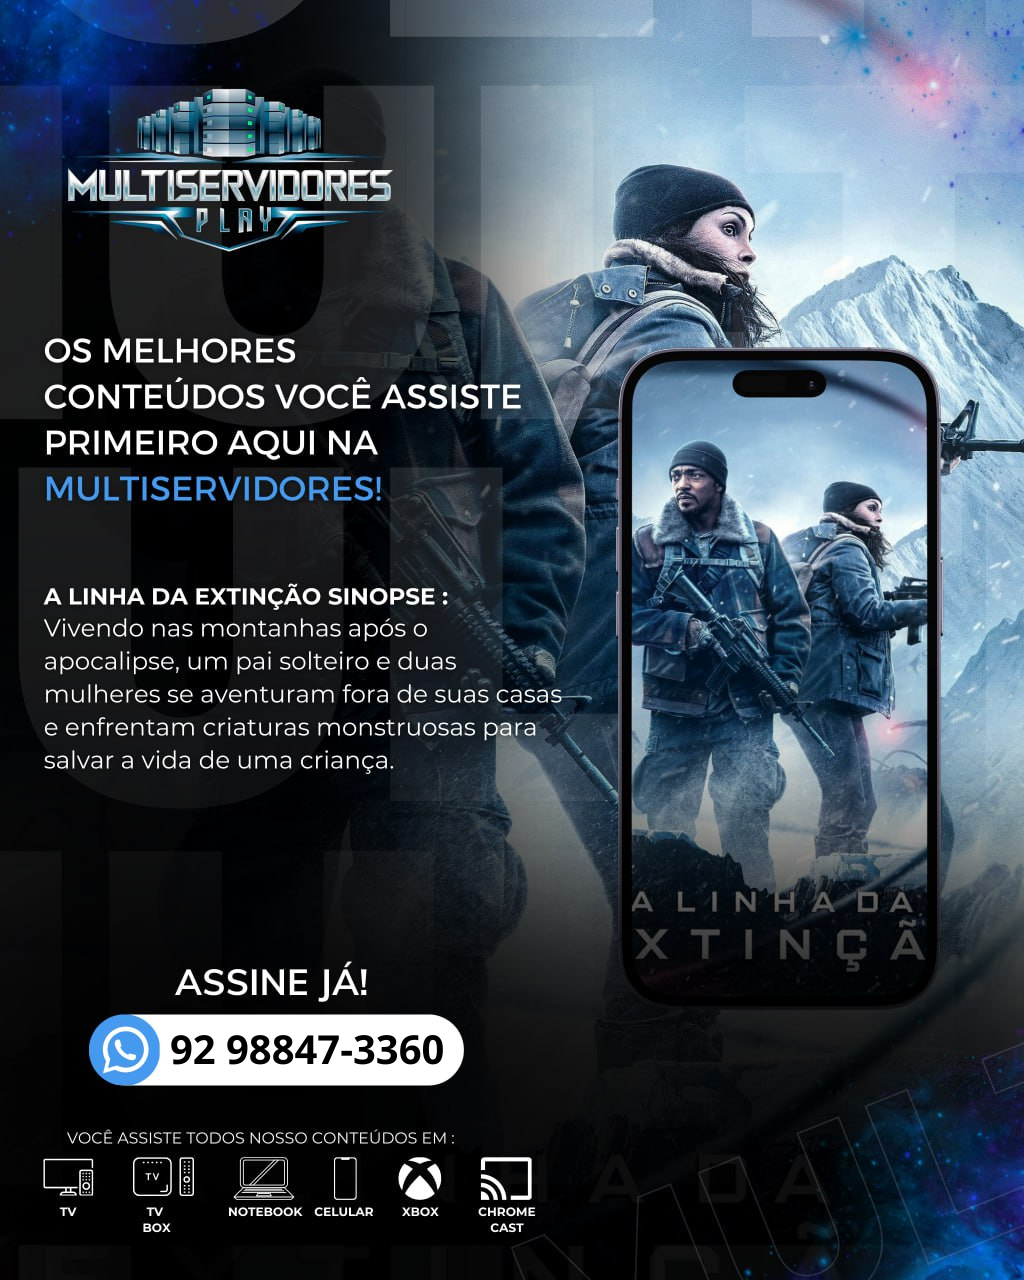 MULTISERVIDORES
PLAY
OS MELHORES
CONTEÚDOS VOCÊ ASSISTE
PRIMEIRO AQUI NA
MULTISERVIDORES!
A LINHA DA EXTINÇÃO SINOPSE :
Vivendo nas montanhas após o
apocalipse, um pai solteiro e duas
mulheres se aventuram fora de suas casas
e enfrentam criaturas monstruosas para
salvar a vida de uma criança.
A LINHA DA
XTINÇÃ
ASSINE JÁ!
92 98847-3360
VOCÊ ASSISTE TODOS NOSSO CONTEÚDOS EM :
TV
TV
TV
BOX
NOTEBOOK
CELULAR
XBOX
CHROME
CAST